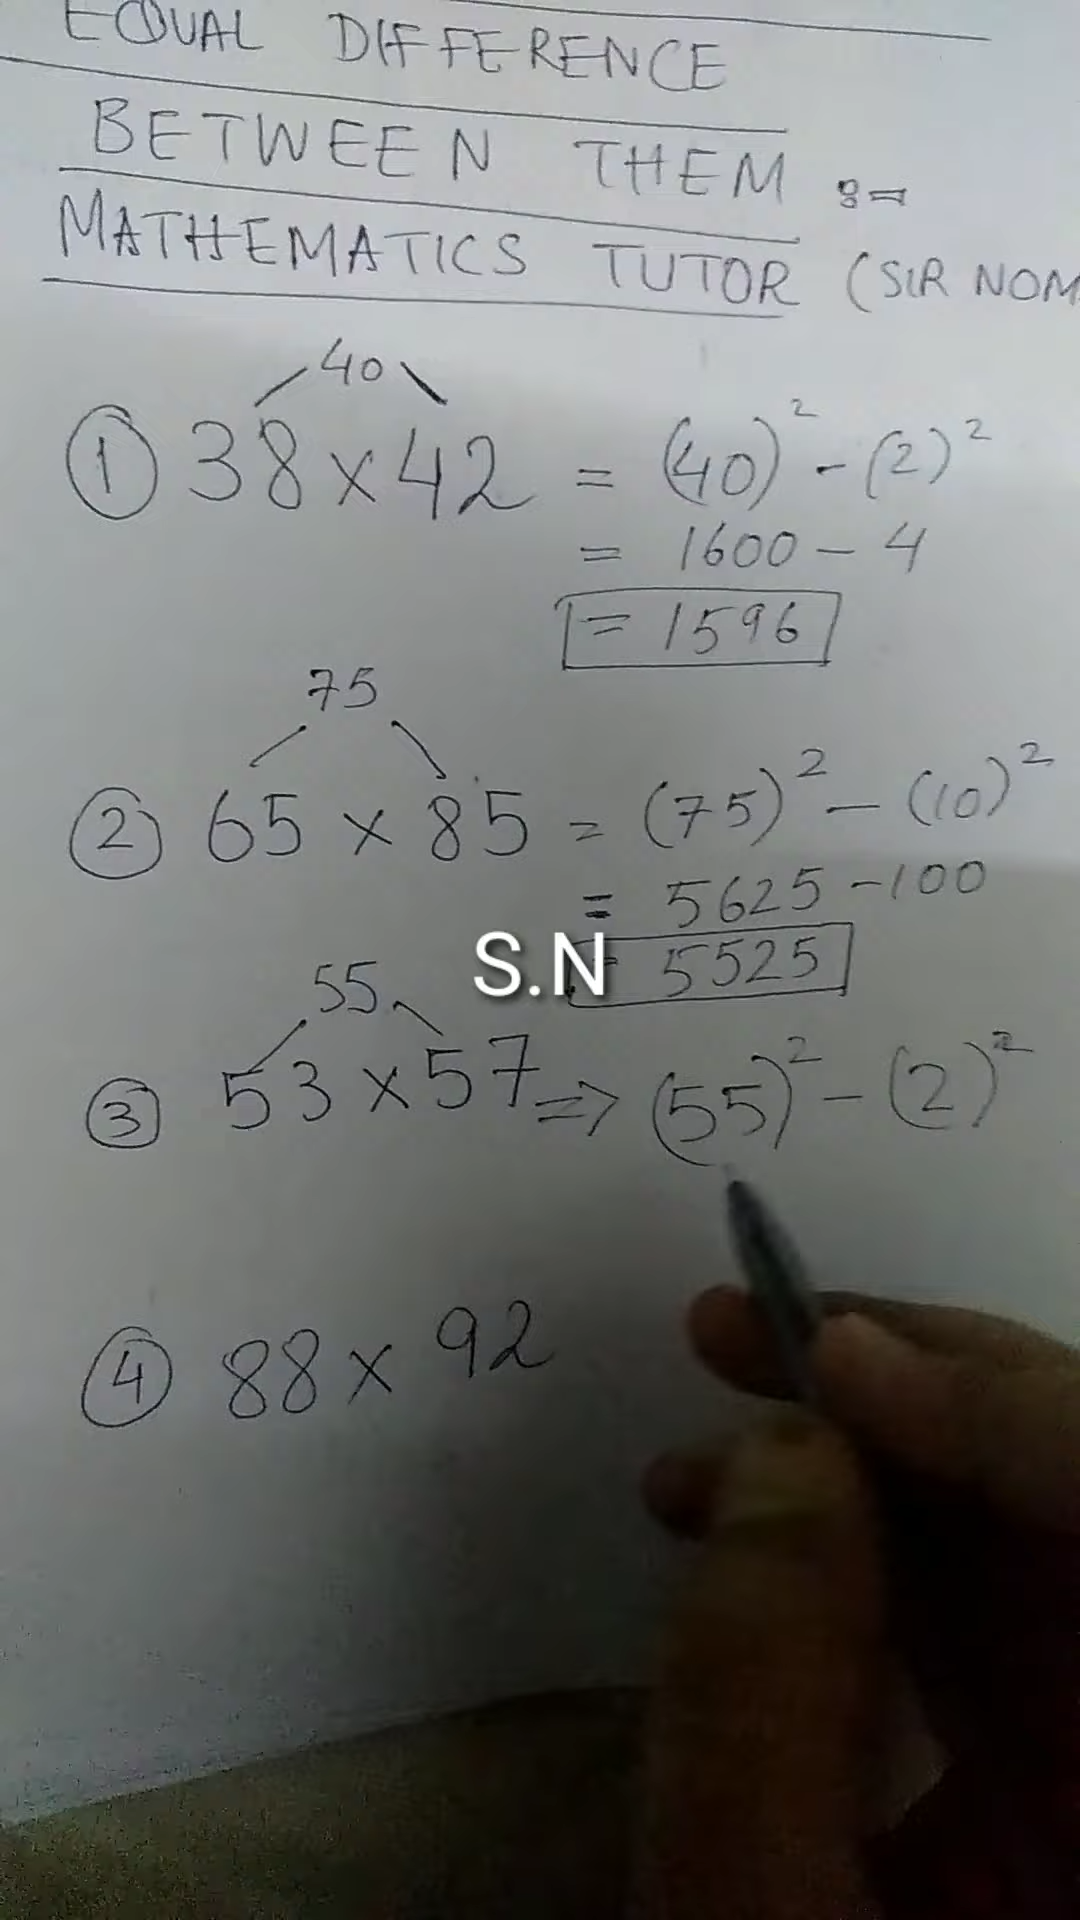 EQUAL DIFFERENCE
BETWEEN THEM :-
MATHEMATICS TUTOR (SIR NOM
40
① 38 x 42 = (40)² - (2)²
= 1600 - 4
= 1596
75
② 65 x 85 = (75)² - (10)²
= 5625 - 100
= 5525
S.N
55
③ 53 x 57 => (55)² - (2)²
④ 88 x 92